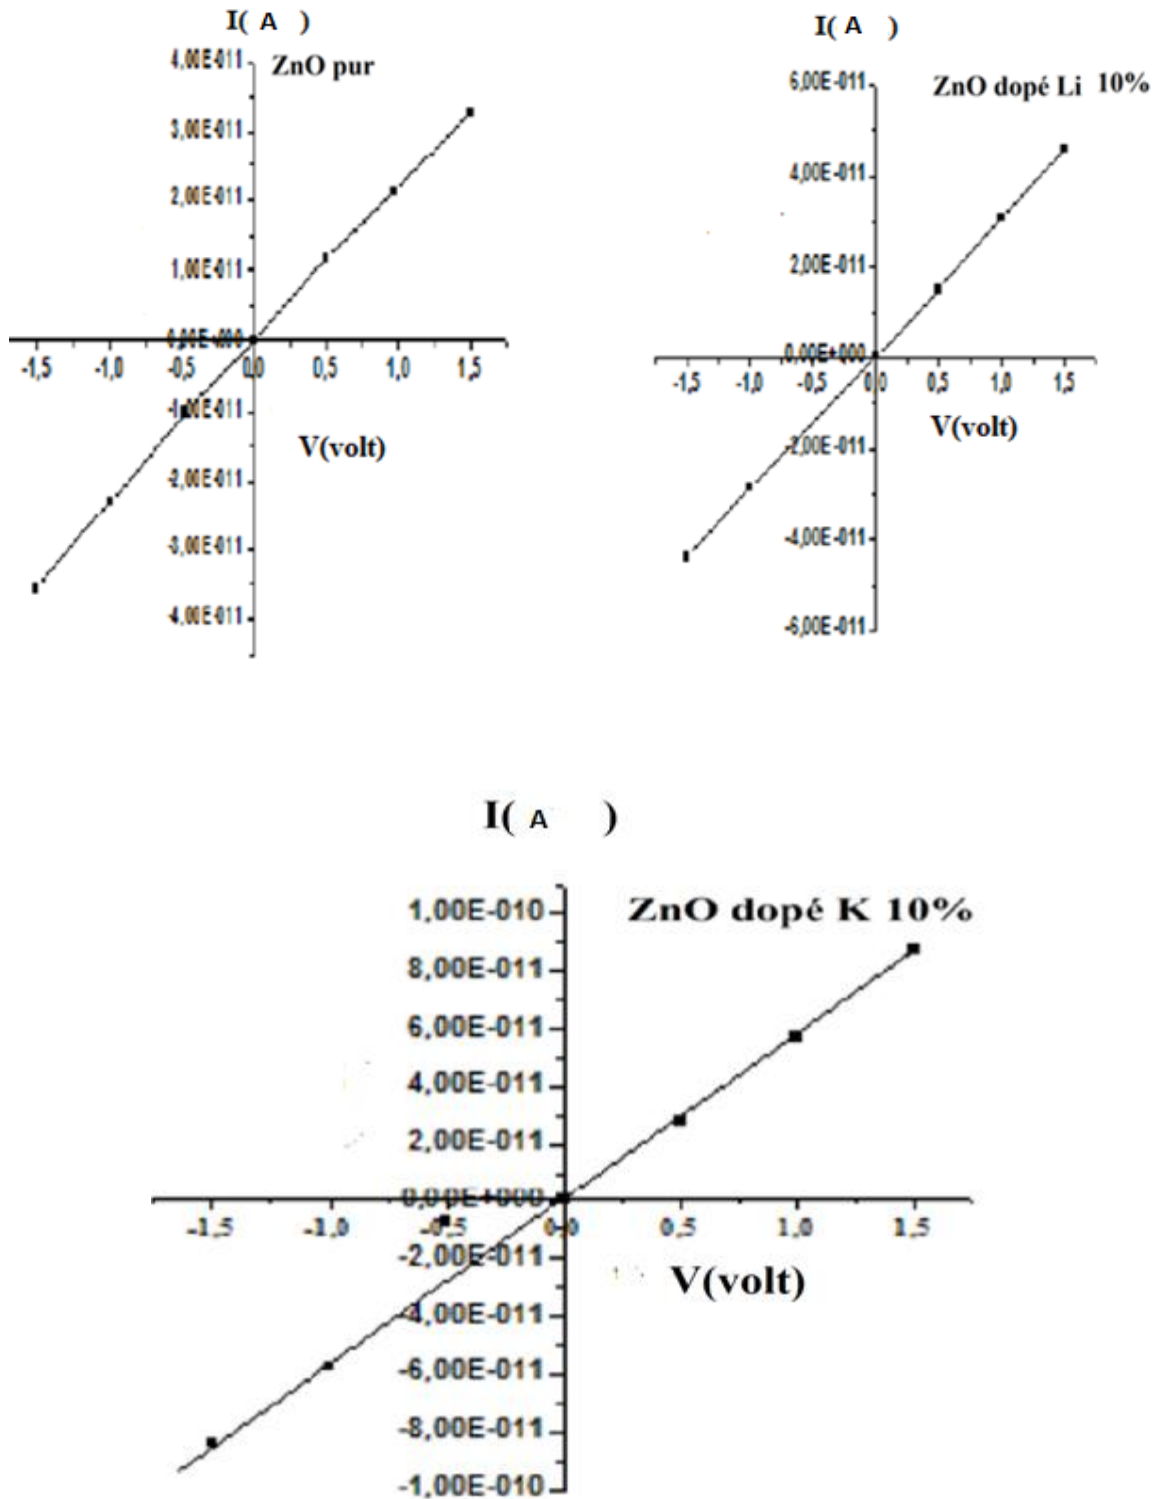 I( A )
ZnO pur
4,00E-011
3,00E-011
2,00E-011
1,00E-011
0,00E+000
-1,5 -1,0 -0,5 0,0 0,5 1,0 1,5
-1,00E-011
V(volt)
-2,00E-011
-3,00E-011
-4,00E-011
I( A )
ZnO dopé Li 10%
6,00E-011
4,00E-011
2,00E-011
0,00E+000
-1,5 -1,0 -0,5 0,0 0,5 1,0 1,5
V(volt)
-2,00E-011
-4,00E-011
-6,00E-011
I( A )
ZnO dopé K 10%
1,00E-010
8,00E-011
6,00E-011
4,00E-011
2,00E-011
0,00E+000
-1,5 -1,0 -0,5 0,0 0,5 1,0 1,5
-2,00E-011
V(volt)
-4,00E-011
-6,00E-011
-8,00E-011
-1,00E-010